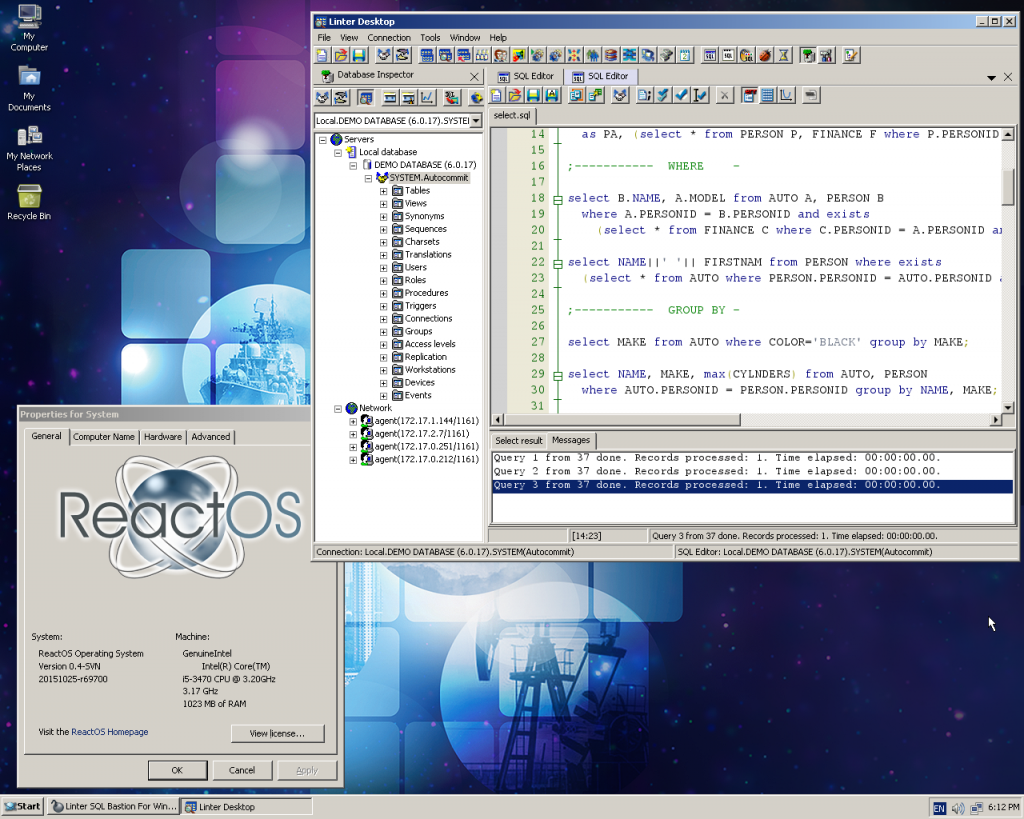 My
Computer
My
Documents
My Network
Places
Recycle Bin
Linter Desktop
File View Connection Tools Window Help
Database Inspector
SQL Editor
SQL Editor
Local.DEMO DATABASE (6.0.17).SYSTE
Servers
Local database
DEMO DATABASE (6.0.17)
SYSTEM.Autocommit
Tables
Views
Synonyms
Sequences
Charsets
Translations
Users
Roles
Procedures
Triggers
Connections
Groups
Access levels
Replication
Workstations
Devices
Events
Network
agent(172.17.1.144/1161)
agent(172.17.2.7/1161)
agent(172.17.0.251/1161)
agent(172.17.0.212/1161)
select.sql
14 as PA, (select * from PERSON P, FINANCE F where P.PERSONID
15
16 ;----------- WHERE -
17
18 select B.NAME, A.MODEL from AUTO A, PERSON B
19 where A.PERSONID = B.PERSONID and exists
20 (select * from FINANCE C where C.PERSONID = A.PERSONID
21
22 select NAME||' '|| FIRSTNAM from PERSON where exists
23 (select * from AUTO where PERSON.PERSONID = AUTO.PERSONID
24
25 ;----------- GROUP BY -
26
27 select MAKE from AUTO where COLOR='BLACK' group by MAKE;
28
29 select NAME, MAKE, max(CYLNDERS) from AUTO, PERSON
30 where AUTO.PERSONID = PERSON.PERSONID group by NAME, MAKE;
31
Select result Messages
Query 1 from 37 done. Records processed: 1. Time elapsed: 00:00:00.00.
Query 2 from 37 done. Records processed: 1. Time elapsed: 00:00:00.00.
Query 3 from 37 done. Records processed: 1. Time elapsed: 00:00:00.00.
[14:23] Query 3 from 37 done. Records processed: 1. Time elapsed: 00:00:00.00.
Connection: Local.DEMO DATABASE (6.0.17).SYSTEM(Autocommit) SQL Editor: Local.DEMO DATABASE (6.0.17).SYSTEM(Autocommit)
Properties for System
General Computer Name Hardware Advanced
ReactOS
System:
ReactOS Operating System
Version 0.4-SVN
20151025-r69700
Machine:
GenuineIntel
Intel(R) Core(TM)
i5-3470 CPU @ 3.20GHz
3.17 GHz
1023 MB of RAM
Visit the ReactOS Homepage
View license...
OK Cancel Apply
Start Linter SQL Bastion For Win... Linter Desktop EN 6:12 PM